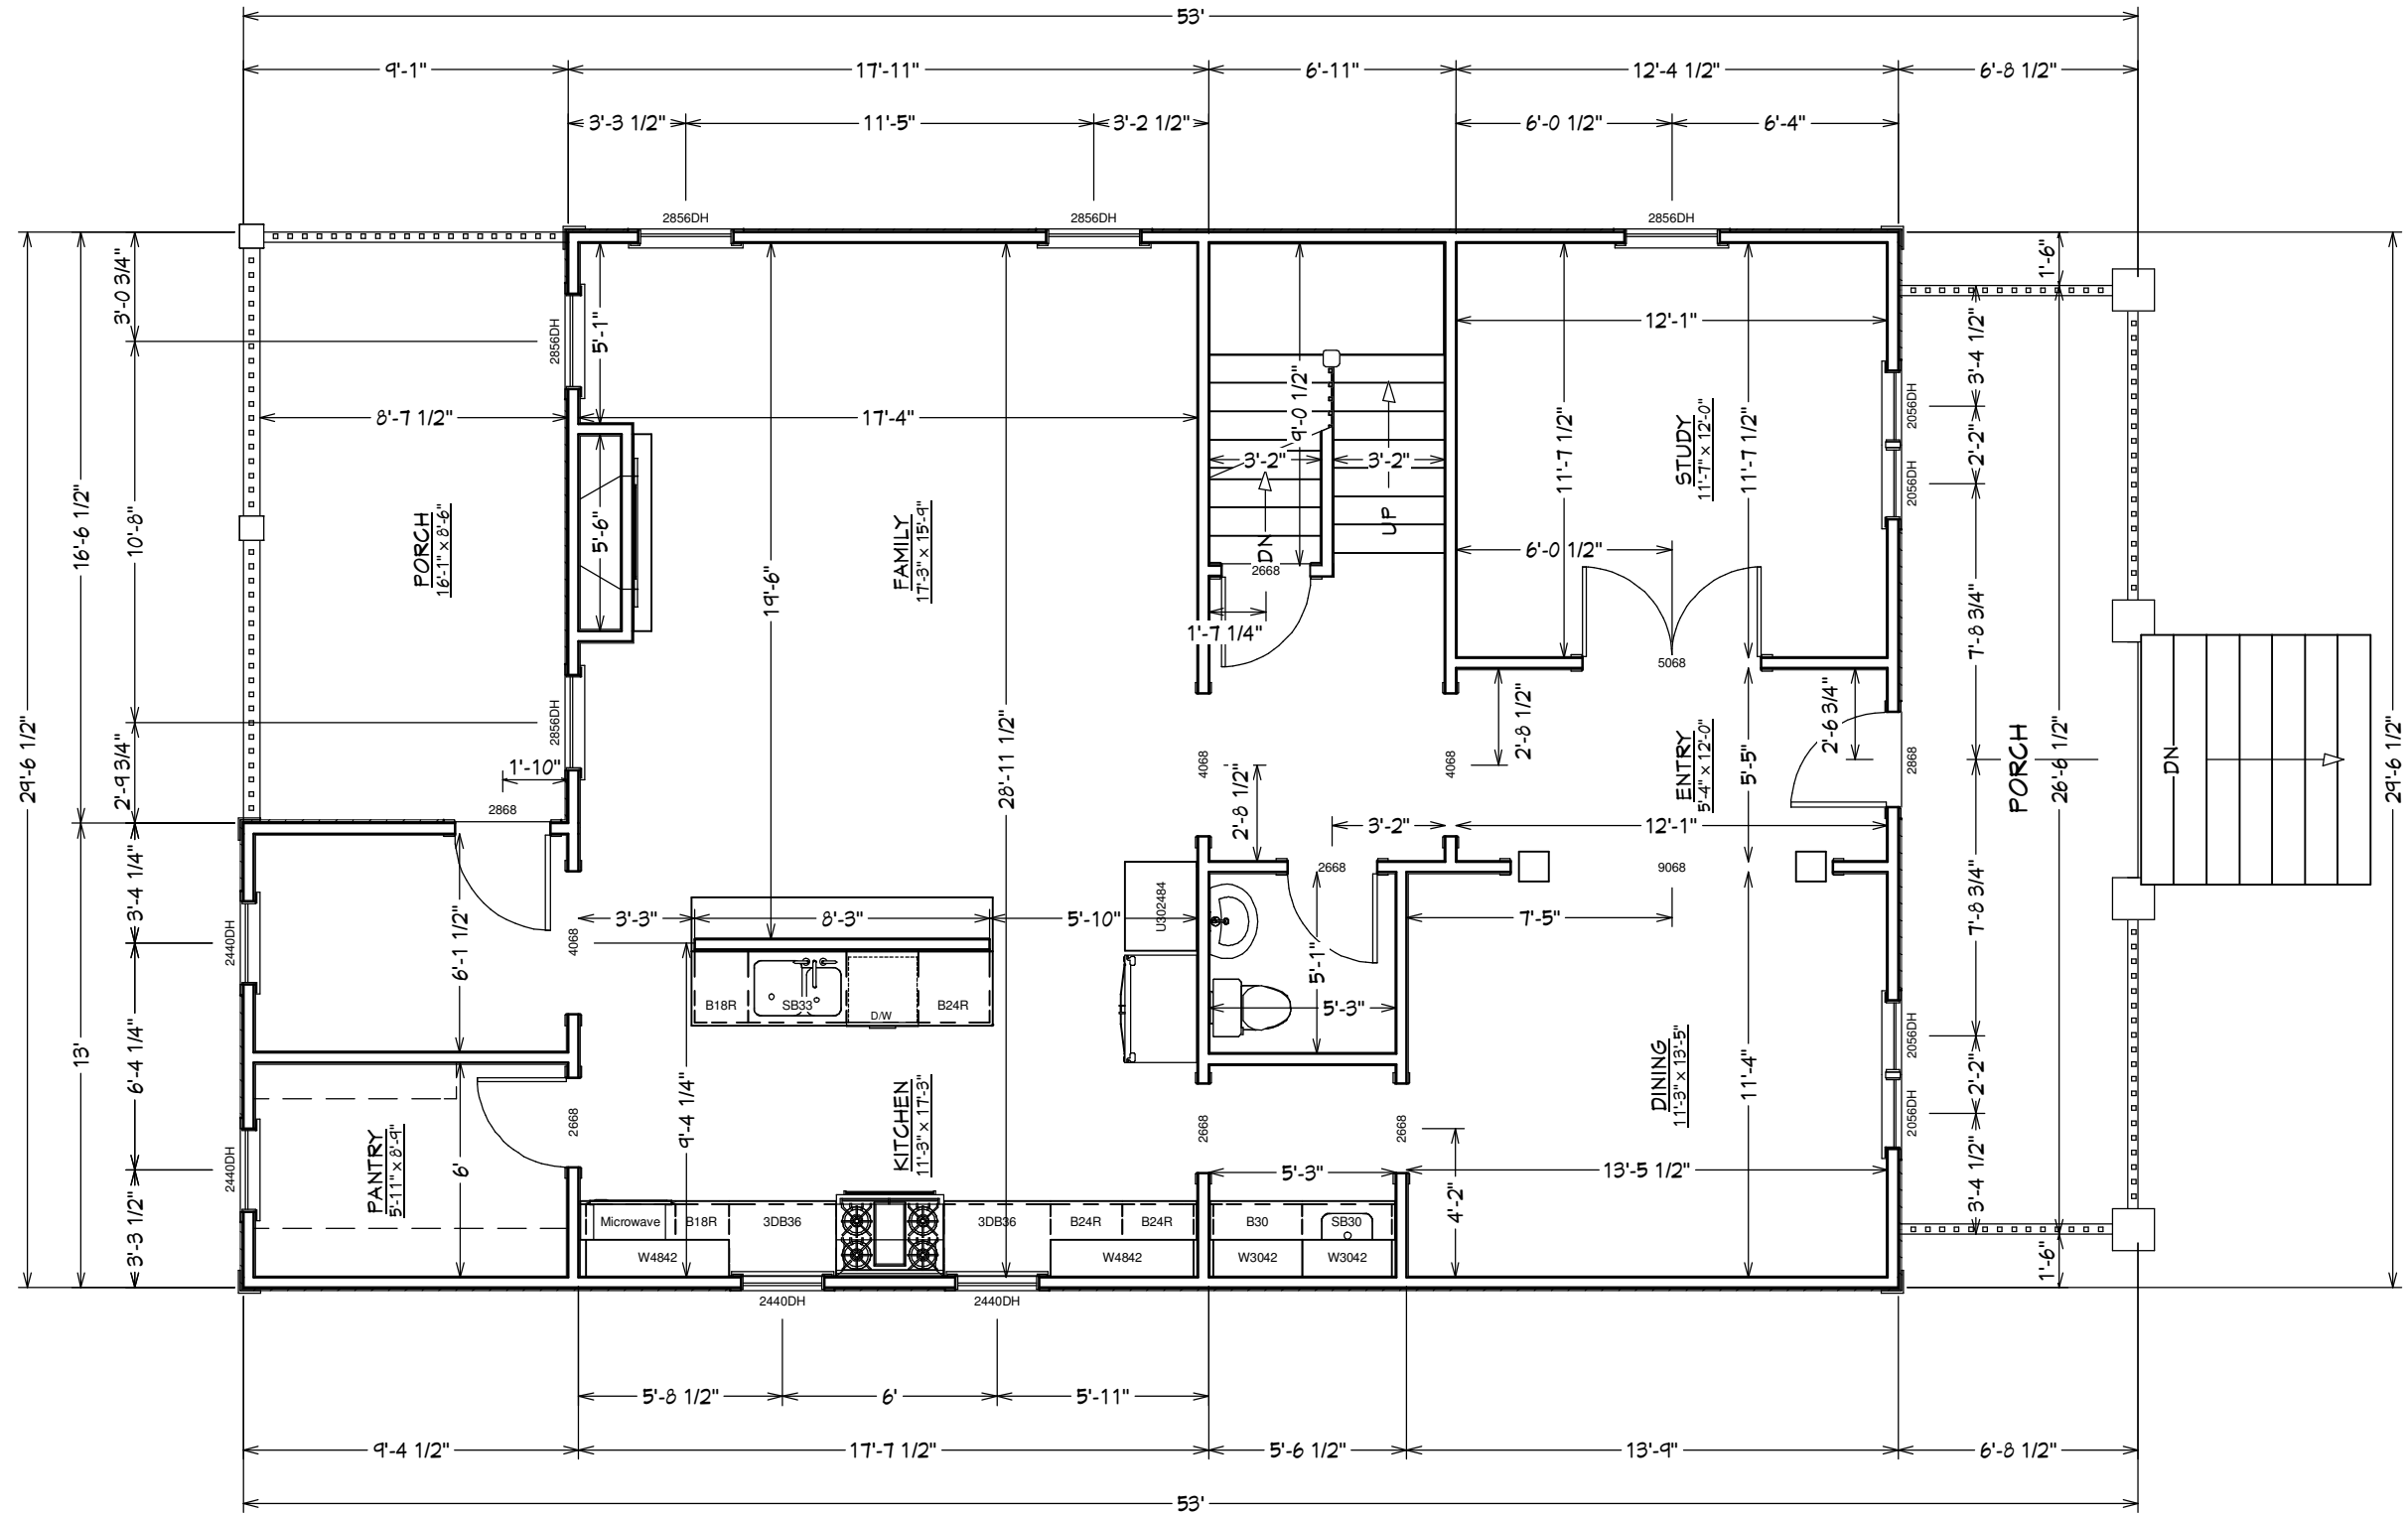 53'
9'-1" 17'-11" 6'-11" 12'-4 1/2" 6'-8 1/2"
3'-3 1/2" 11'-5" 3'-2 1/2" 6'-0 1/2" 6'-4"
2856DH 2856DH 2856DH
29'-6 1/2"
16'-6 1/2"
13'
3'-0 3/4"
10'-8"
2'-9 3/4"
3'-4 1/4"
6'-4 1/4"
3'-3 1/2"
2440DH
2440DH
8'-7 1/2"
PORCH
16'-1" x 8'-6"
2856DH
2856DH
1'-10"
2868
5'-1"
5'-6"
17'-4"
19'-6"
FAMILY
17'-3" x 15'-9"
28'-11 1/2"
9'-0 1/2"
3'-2" 3'-2"
DN
UP
2668
1'-7 1/4"
12'-1"
11'-7 1/2"
STUDY
11'-7" x 12'-0"
11'-7 1/2"
6'-0 1/2"
5068
2056DH
2056DH
4068
2'-8 1/2"
4068
2'-8 1/2"
ENTRY
5'-4" x 12'-0"
5'-5"
2'-6 3/4"
2868
3'-2" 12'-1"
2668
9068
7'-5"
1'-6"
3'-4 1/2"
2'-2"
7'-8 3/4"
7'-8 3/4"
2'-2"
3'-4 1/2"
1'-6"
PORCH
26'-6 1/2"
DN
29'-6 1/2"
6'-1 1/2"
4068
3'-3" 8'-3" 5'-10"
U302484
B18R SB33 D/W B24R
5'-1"
5'-3"
PANTRY
5'-11" x 8'-9"
6'
2668
9'-4 1/4"
KITCHEN
11'-3" x 17'-3"
2668
2668
5'-3"
4'-2"
13'-5 1/2"
DINING
11'-3" x 13'-5"
11'-4"
2056DH
2056DH
Microwave B18R 3DB36 3DB36 B24R B24R B30 SB30
W4842 W4842 W3042 W3042
2440DH 2440DH
5'-8 1/2" 6' 5'-11"
9'-4 1/2" 17'-7 1/2" 5'-6 1/2" 13'-9" 6'-8 1/2"
53'